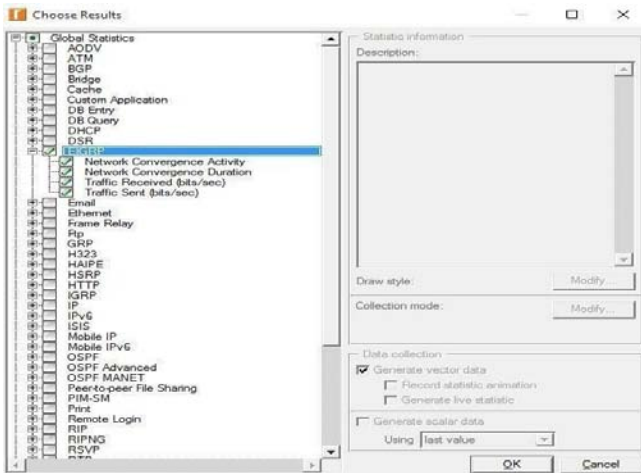 Choose Results
Global Statistics
AODV
ATM
BGP
Bridge
Cache
Custom Application
DB Entry
DB Query
DHCP
DSR
EIGRP
Network Convergence Activity
Network Convergence Duration
Traffic Received (bits/sec)
Traffic Sent (bits/sec)
Email
Ethernet
Frame Relay
Rp
GRP
H323
HAIPE
HSRP
HTTP
IGRP
IP
IPv6
ISIS
Mobile IP
Mobile IPv6
OSPF
OSPF Advanced
OSPF MANET
Peer-to-peer File Sharing
PIM-SM
Print
Remote Login
RIP
RIPNG
RSVP
Statistic information
Description:
Draw style:
Modify...
Collection mode:
Modify...
Data collection
Generate vector data
Record statistic animation
Generate live statistic
Generate scalar data
Using last value
OK
Cancel